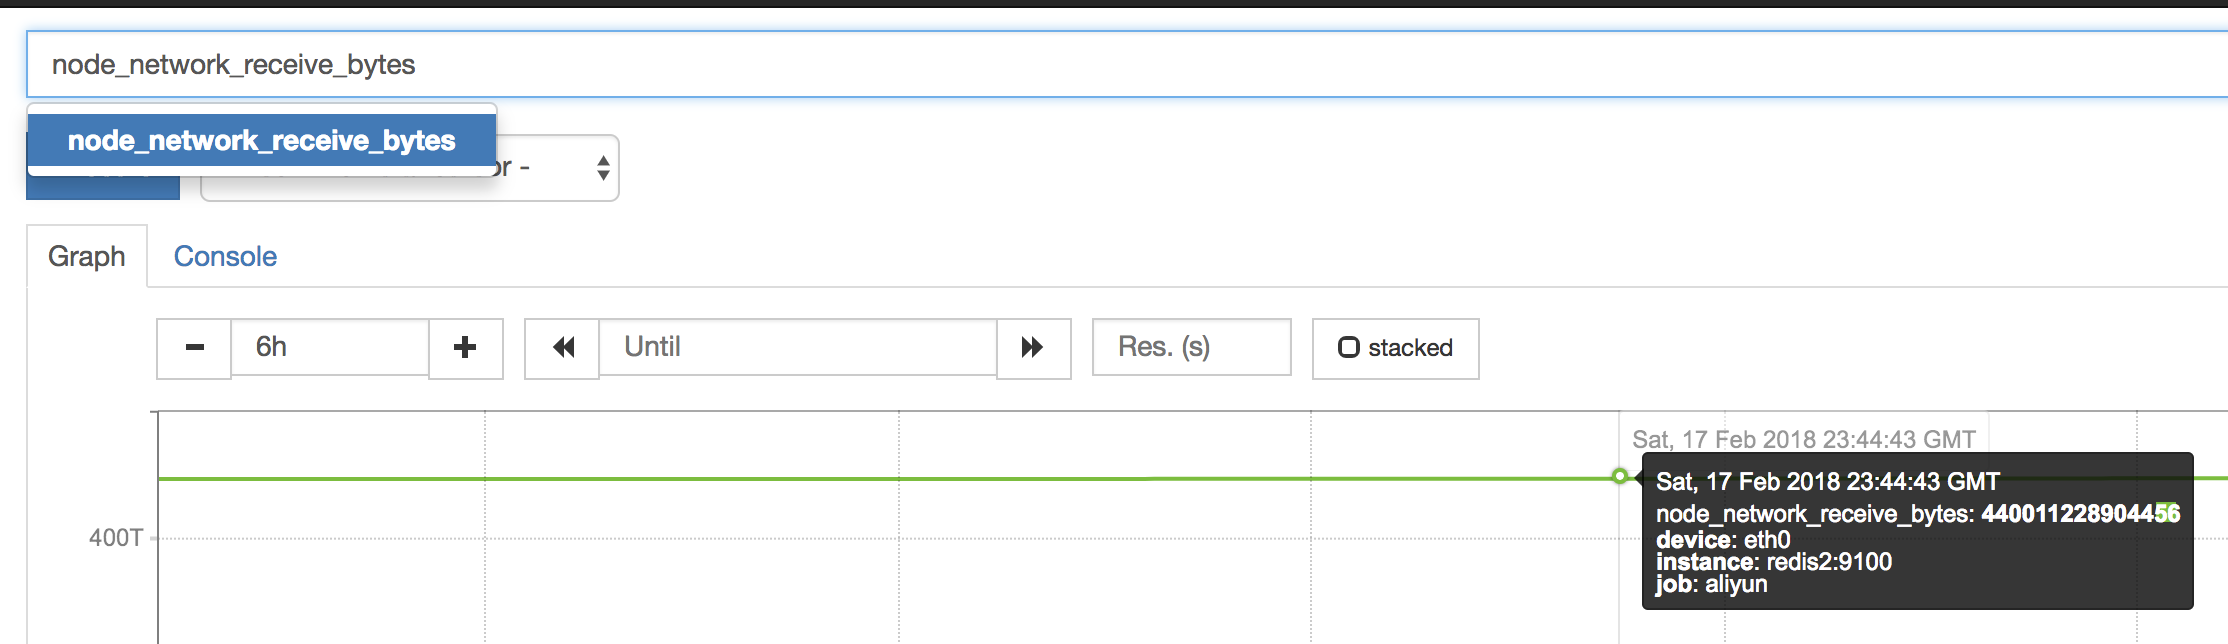 node_network_receive_bytes
node_network_receive_bytes
or -
Graph Console
6h Until Res. (s) stacked
Sat, 17 Feb 2018 23:44:43 GMT
Sat, 17 Feb 2018 23:44:43 GMT
node_network_receive_bytes: 440011228904456
400T
device: eth0
instance: redis2:9100
job: aliyun